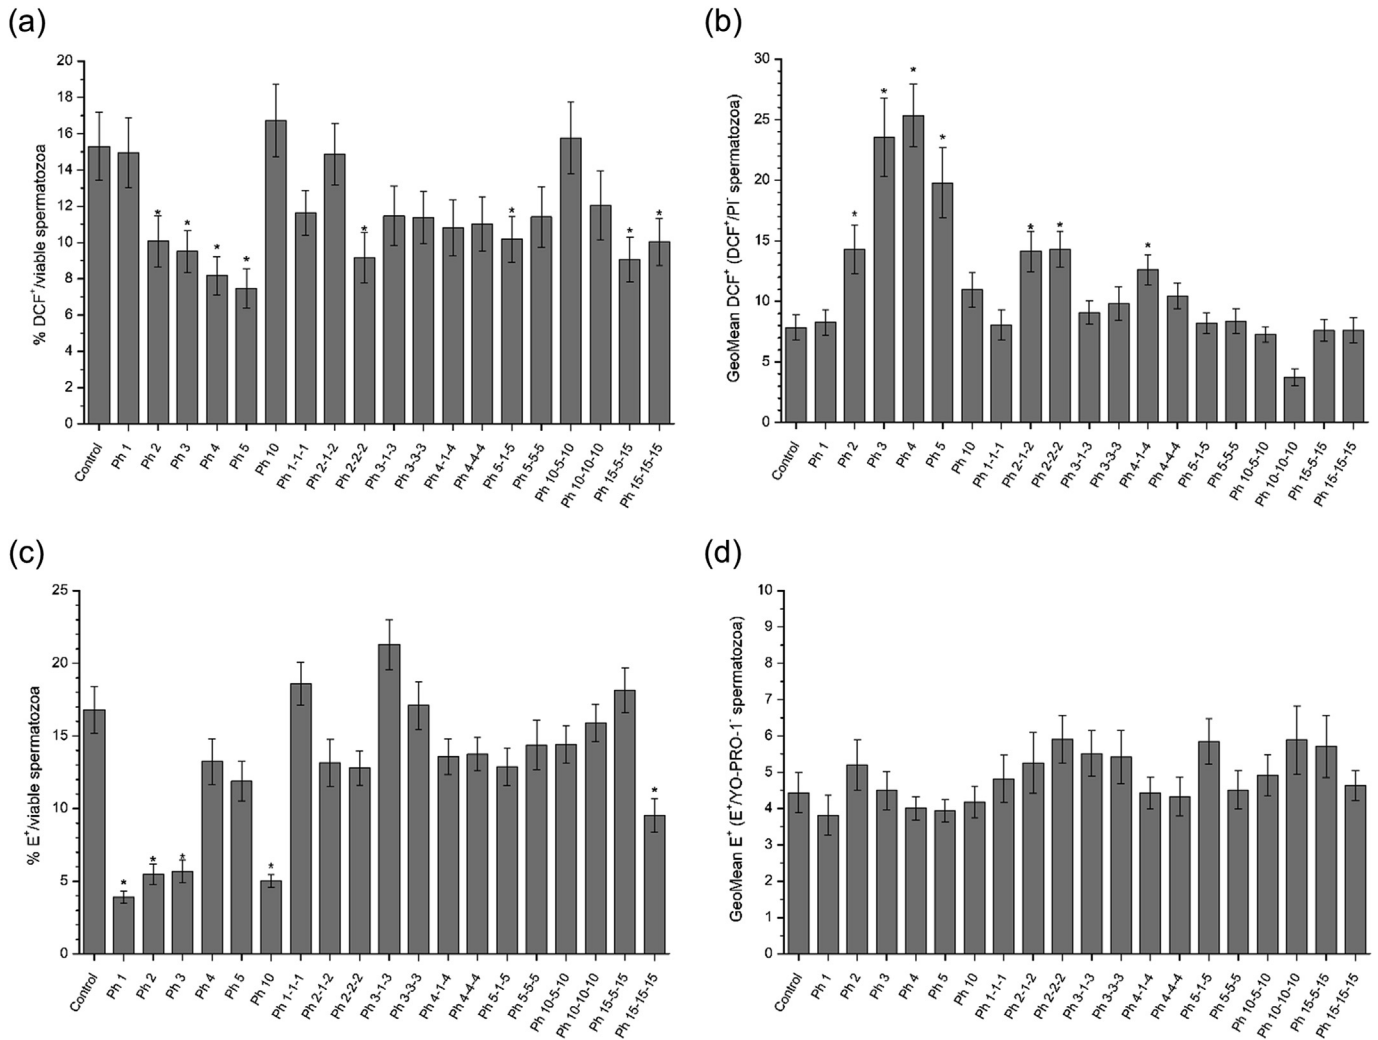 (a)
% DCF⁺/viable spermatozoa
20
18
16
14
12
10
8
6
4
2
0
* * * * * * * *
Control
Ph 1
Ph 2
Ph 3
Ph 4
Ph 5
Ph 10
Ph 1-1-1
Ph 2-1-2
Ph 2-2-2
Ph 3-1-3
Ph 3-3-3
Ph 4-1-4
Ph 4-4-4
Ph 5-1-5
Ph 5-5-5
Ph 10-5-10
Ph 10-10-10
Ph 15-5-15
Ph 15-15-15
(b)
GeoMean DCF⁺ (DCF⁺/PI⁻ spermatozoa)
30
25
20
15
10
5
0
* * * * * * *
Control
Ph 1
Ph 2
Ph 3
Ph 4
Ph 5
Ph 10
Ph 1-1-1
Ph 2-1-2
Ph 2-2-2
Ph 3-1-3
Ph 3-3-3
Ph 4-1-4
Ph 4-4-4
Ph 5-1-5
Ph 5-5-5
Ph 10-5-10
Ph 10-10-10
Ph 15-5-15
Ph 15-15-15
(c)
% E⁺/viable spermatozoa
25
20
15
10
5
0
* * * * *
Control
Ph 1
Ph 2
Ph 3
Ph 4
Ph 5
Ph 10
Ph 1-1-1
Ph 2-1-2
Ph 2-2-2
Ph 3-1-3
Ph 3-3-3
Ph 4-1-4
Ph 4-4-4
Ph 5-1-5
Ph 5-5-5
Ph 10-5-10
Ph 10-10-10
Ph 15-5-15
Ph 15-15-15
(d)
GeoMean E⁺ (E⁺/YO-PRO-1⁻ spermatozoa)
10
9
8
7
6
5
4
3
2
1
0
Control
Ph 1
Ph 2
Ph 3
Ph 4
Ph 5
Ph 10
Ph 1-1-1
Ph 2-1-2
Ph 2-2-2
Ph 3-1-3
Ph 3-3-3
Ph 4-1-4
Ph 4-4-4
Ph 5-1-5
Ph 5-5-5
Ph 10-5-10
Ph 10-10-10
Ph 15-5-15
Ph 15-15-15